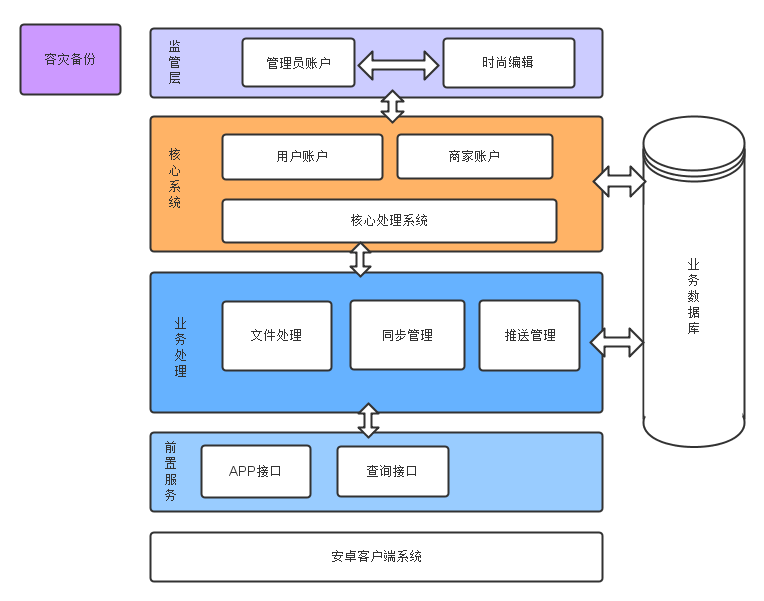 容灾备份
监管层
管理员账户
时尚编辑
核心系统
用户账户
商家账户
核心处理系统
业务数据库
业务处理
文件处理
同步管理
推送管理
前置服务
APP接口
查询接口
安卓客户端系统